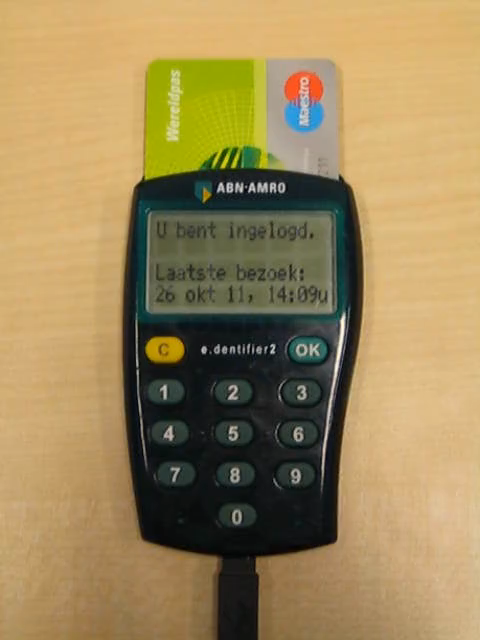 Wereldpas
Maestro
ABN·AMRO
U bent ingelogd.
Laatste bezoek:
26 okt 11, 14:09u
C
e.dentifier2
OK
1 2 3
4 5 6
7 8 9
0